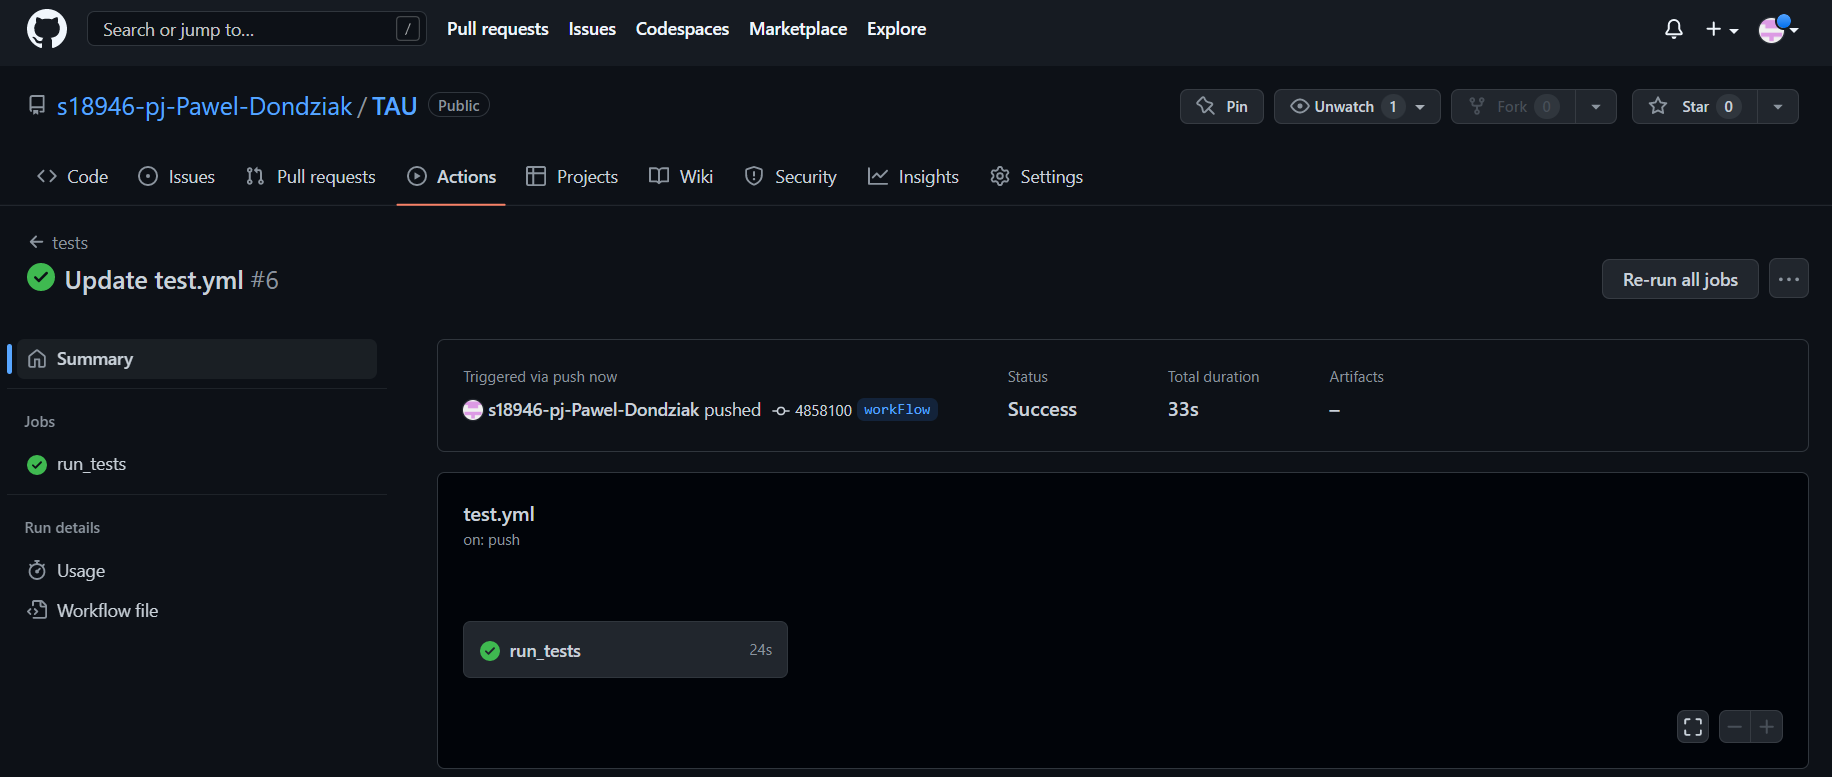 Search or jump to... / Pull requests Issues Codespaces Marketplace Explore
s18946-pj-Pawel-Dondziak / TAU Public Pin Unwatch 1 Fork 0 Star 0
Code Issues Pull requests Actions Projects Wiki Security Insights Settings
← tests
Update test.yml #6 Re-run all jobs ...
Summary
Jobs
run_tests
Run details
Usage
Workflow file
Triggered via push now Status Total duration Artifacts
s18946-pj-Pawel-Dondziak pushed 4858100 workFlow Success 33s –
test.yml
on: push
run_tests 24s